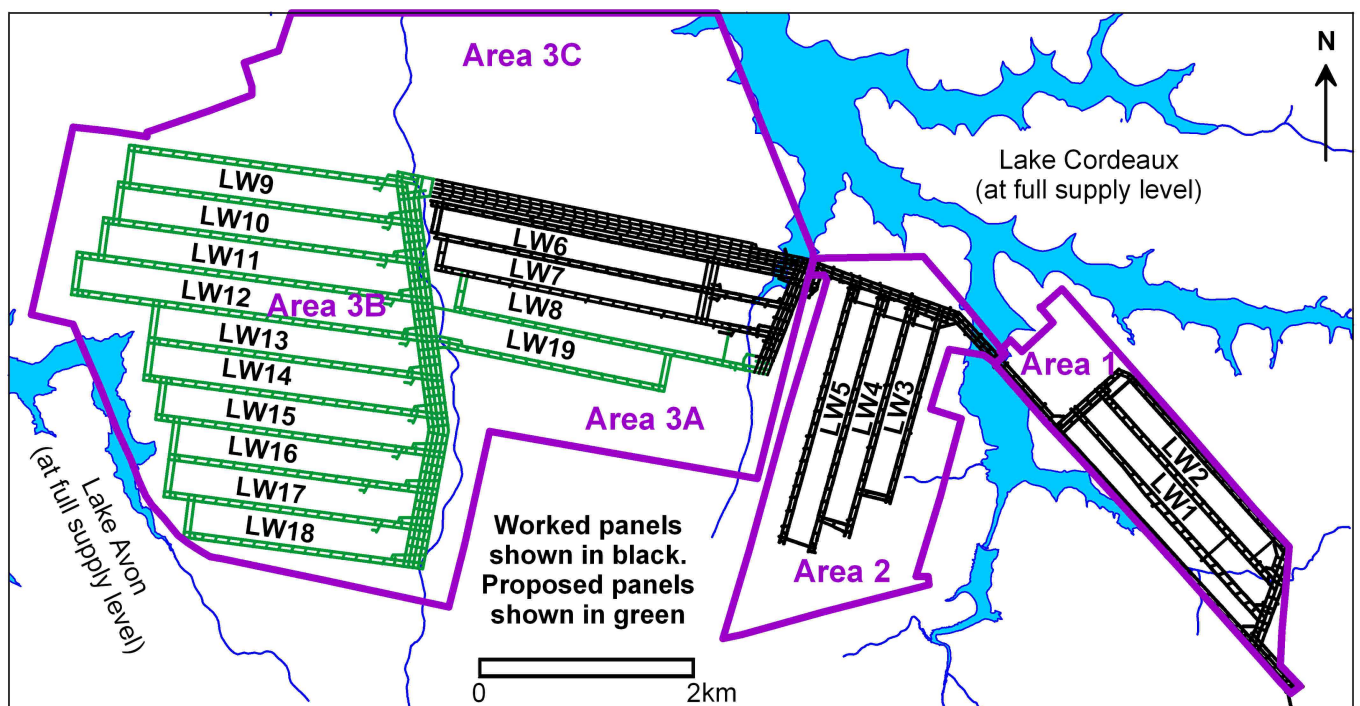 Area 3C
N
Lake Cordeaux
(at full supply level)
LW9
LW10
LW11
LW12
Area 3B
LW13
LW14
LW15
LW16
LW17
LW18
LW6
LW7
LW8
LW19
Area 3A
LW5
LW4
LW3
Area 2
Area 1
LW2
LW1
Lake Avon
(at full supply level)
Worked panels
shown in black.
Proposed panels
shown in green
0
2km